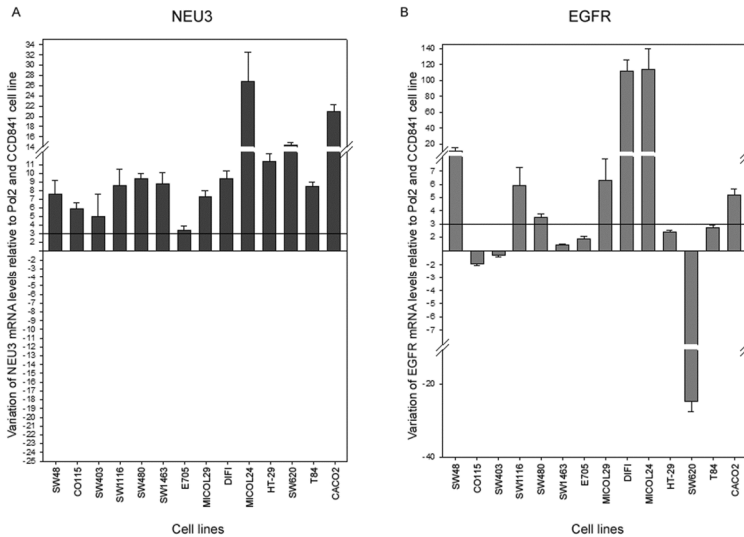 A
NEU3
Variation of NEU3 mRNA levels relative to Pol2 and CCD841 cell line
34
32
30
28
26
24
22
20
18
16
14
12
11
10
9
8
7
6
5
4
3
2
-2
-3
-4
-5
-6
-7
-8
-9
-10
-11
-12
-13
-14
-15
-16
-17
-18
-19
-20
-21
-22
-23
-24
-25
SW48
CO115
SW403
SW1116
SW480
SW1463
E705
MICOL29
DIFI
MICOL24
HT-29
SW620
T84
CACO2
Cell lines
B
EGFR
Variation of EGFR mRNA levels relative to Pol2 and CCD841 cell line
140
120
100
80
60
40
20
7
6
5
4
3
2
-2
-3
-4
-5
-6
-7
-20
-40
SW48
CO115
SW403
SW1116
SW480
SW1463
E705
MICOL29
DIFI
MICOL24
HT-29
SW620
T84
CACO2
Cell lines